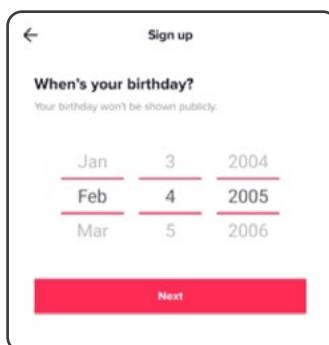 Sign up
When's your birthday?
Your birthday won't be shown publicly.
Jan 3 2004
Feb 4 2005
Mar 5 2006
Next